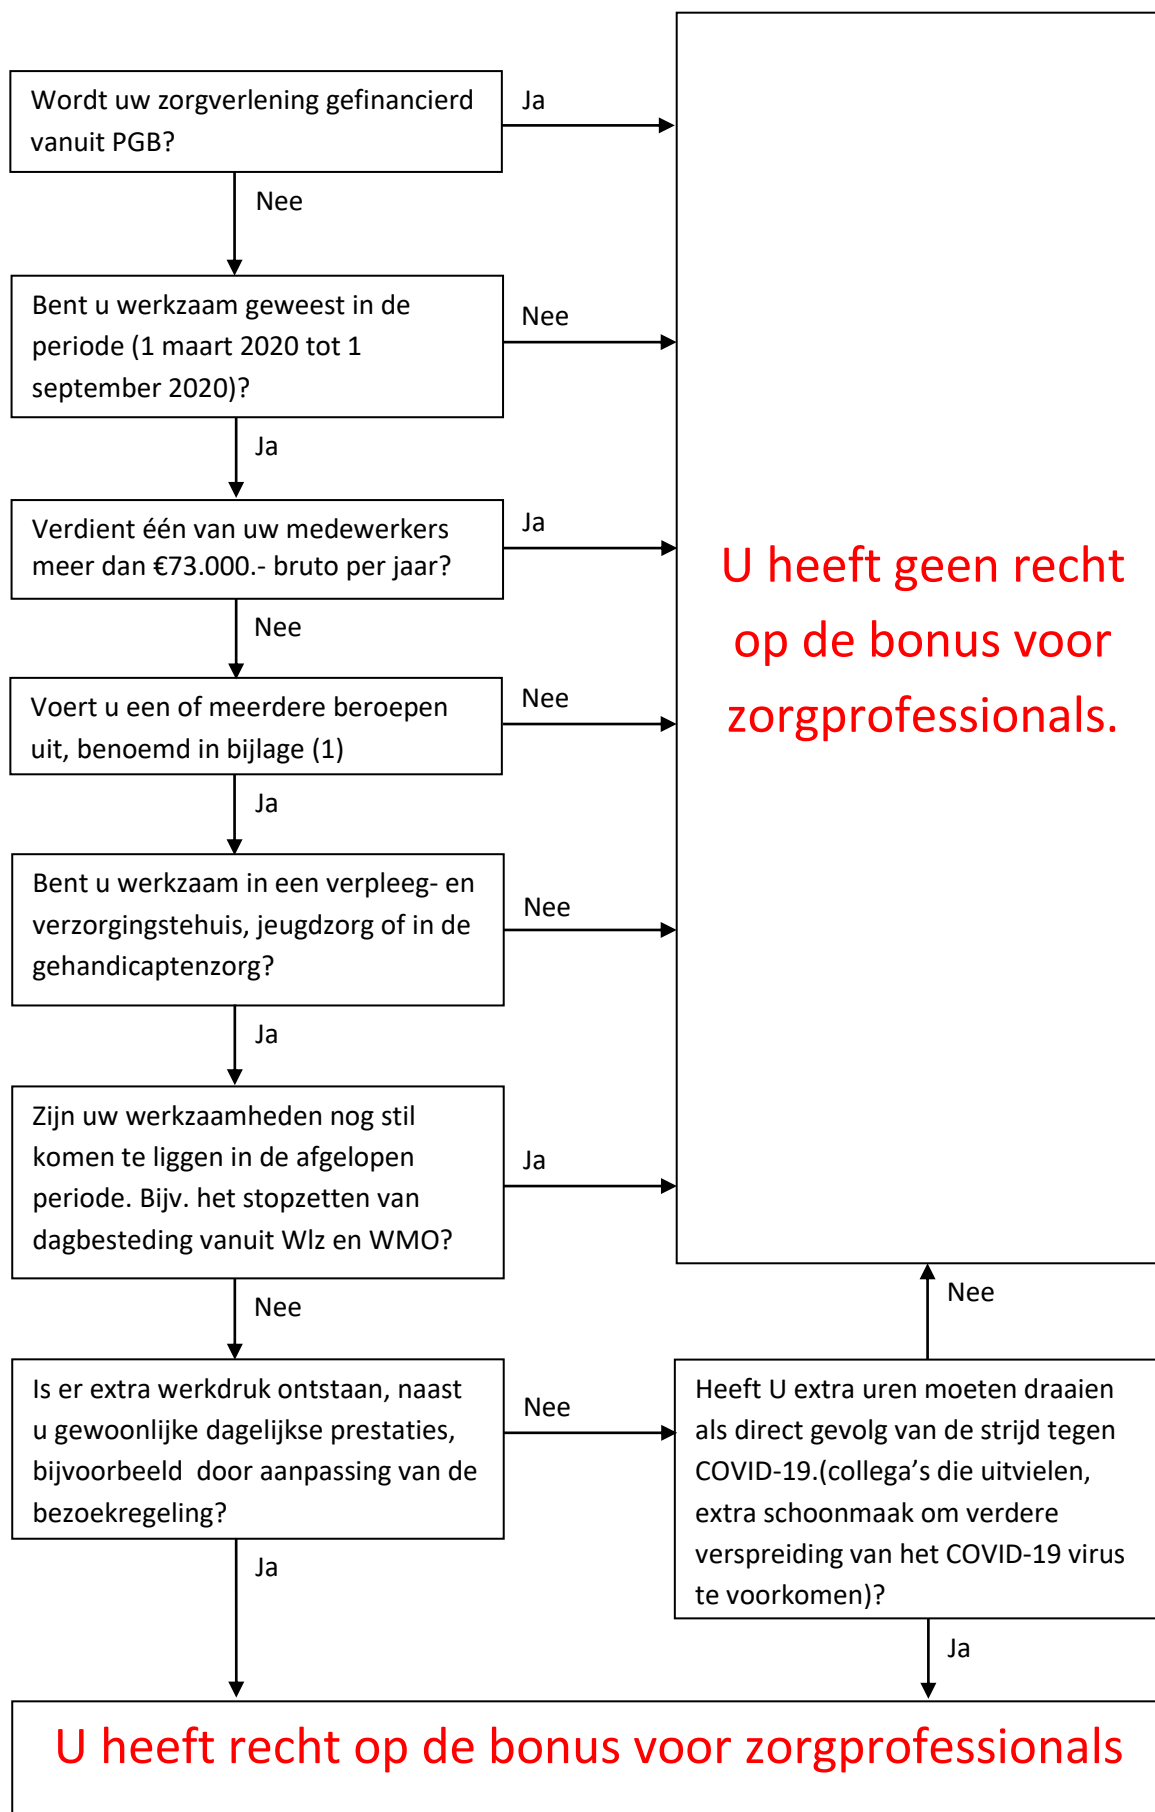 Wordt uw zorgverlening gefinancierd
vanuit PGB?
Ja
Nee
Bent u werkzaam geweest in de
periode (1 maart 2020 tot 1
september 2020)?
Nee
Ja
Verdient één van uw medewerkers
meer dan €73.000.- bruto per jaar?
Ja
Nee
Voert u een of meerdere beroepen
uit, benoemd in bijlage (1)
Nee
Ja
Bent u werkzaam in een verpleeg- en
verzorgingstehuis, jeugdzorg of in de
gehandicaptenzorg?
Nee
Ja
Zijn uw werkzaamheden nog stil
komen te liggen in de afgelopen
periode. Bijv. het stopzetten van
dagbesteding vanuit Wlz en WMO?
Ja
Nee
U heeft geen recht
op de bonus voor
zorgprofessionals.
Is er extra werkdruk ontstaan, naast
u gewoonlijke dagelijkse prestaties,
bijvoorbeeld  door aanpassing van de
bezoekregeling?
Nee
Ja
Nee
Heeft U extra uren moeten draaien
als direct gevolg van de strijd tegen
COVID-19.(collega’s die uitvielen,
extra schoonmaak om verdere
verspreiding van het COVID-19 virus
te voorkomen)?
Ja
U heeft recht op de bonus voor zorgprofessionals